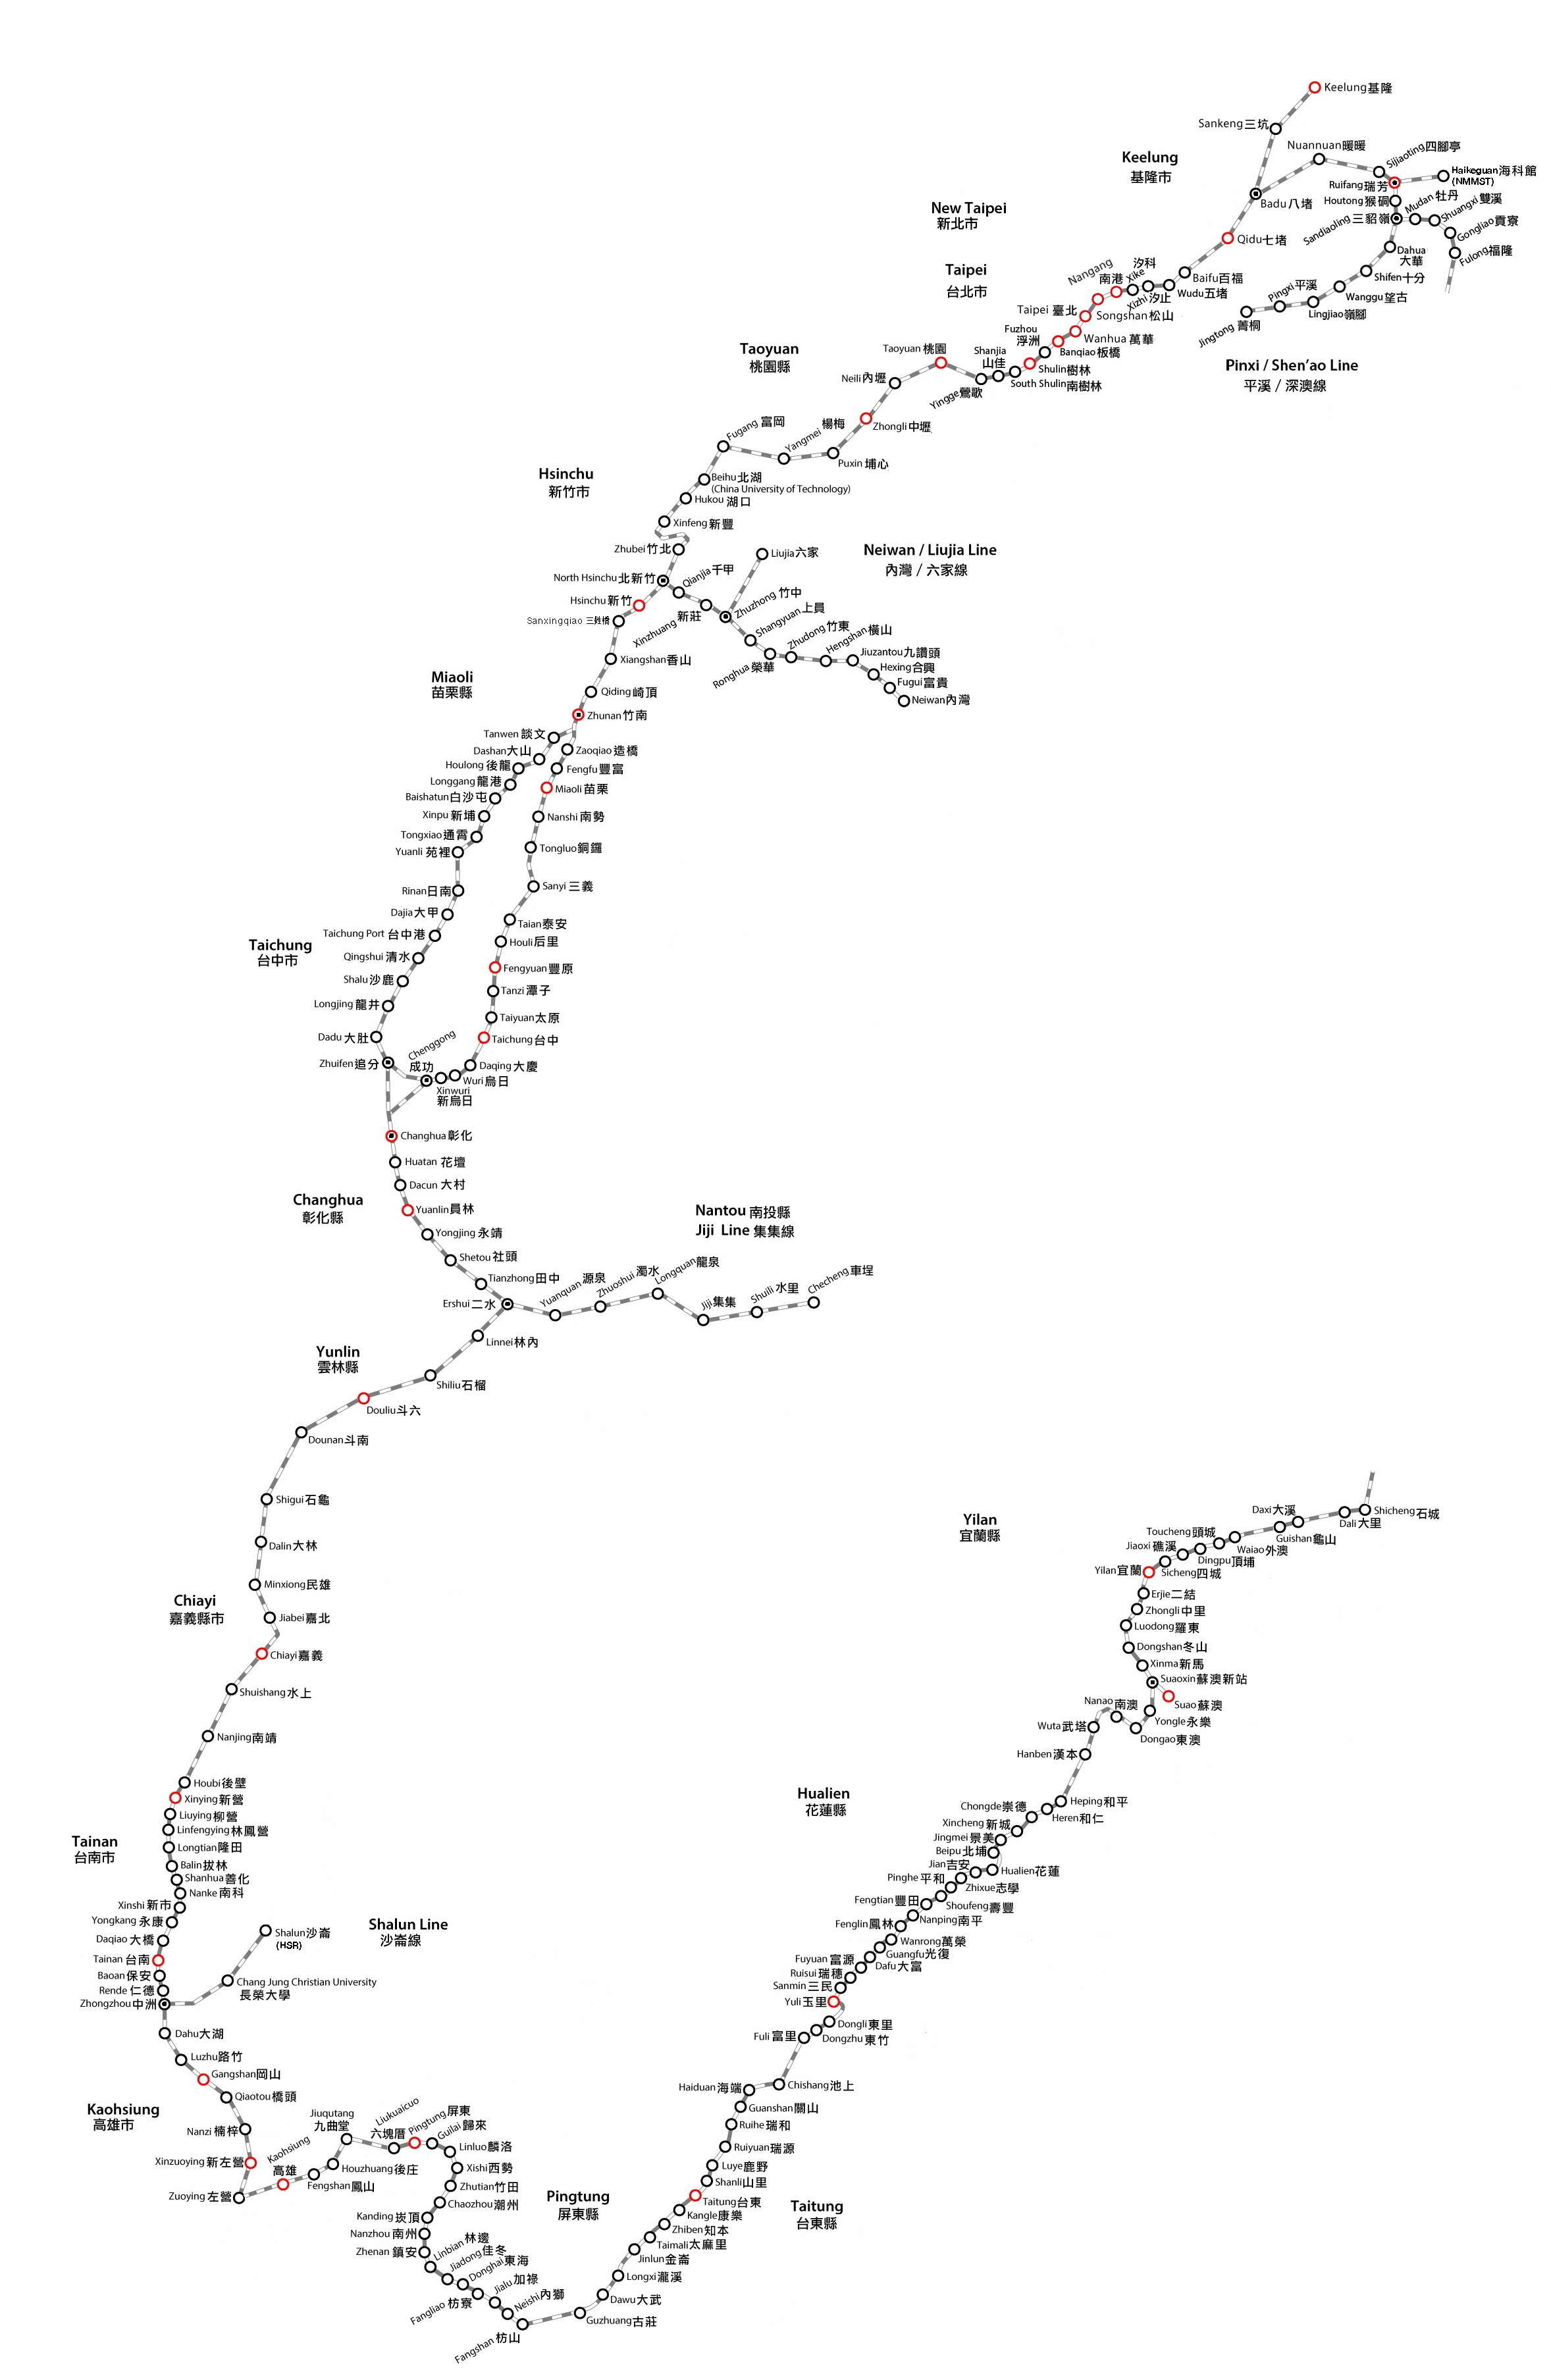 Keelung基隆
Sankeng三坑
Nuannuan暖暖
Sijiaoting四腳亭
Keelung
基隆市
Haikeguan海科館
(NMMST)
Ruifang瑞芳
Houtong猴硐
Mudan 牡丹
Shuangxi雙溪
Badu八堵
Sandiaoling三貂嶺
Gongliao貢寮
New Taipei
新北市
Qidu七堵
Dahua
大華
Fulong福隆
Taipei
台北市
Nangang
南港
Xike
汐科
Baifu百福
Shifen十分
Xizhi汐止
Wudu五堵
Pingxi平溪
Wanggu望古
Taipei臺北
Songshan松山
Lingjiao嶺腳
Jingtong菁桐
Fuzhou
浮洲
Wanhua萬華
Banqiao板橋
Taoyuan
桃園縣
Taoyuan桃園
Shanjia
山佳
Shulin樹林
South Shulin南樹林
Pinxi / Shen'ao Line
平溪 / 深澳線
Neili內壢
Yingge鶯歌
Fugang富岡
Yangmei楊梅
Zhongli中壢
Puxin埔心
Hsinchu
新竹市
Beihu北湖
(China University of Technology)
Hukou湖口
Xinfeng新豐
Zhubei竹北
Liujia六家
Neiwan / Liujia Line
內灣 / 六家線
North Hsinchu北新竹
Qianjia千甲
Hsinchu新竹
Zhuzhong竹中
Sanxingqiao三姓橋
Xinzhuang新莊
Shangyuan上員
Zhudong竹東
Hengshan橫山
Xiangshan香山
Ronghua榮華
Jiuzantou九讚頭
Hexing合興
Fugui富貴
Neiwan內灣
Miaoli
苗栗縣
Qiding崎頂
Zhunan竹南
Tanwen談文
Dashan大山
Zaoqiao造橋
Houlong後龍
Fengfu豐富
Longgang龍港
Miaoli苗栗
Baishatun白沙屯
Xinpu新埔
Nanshi南勢
Tongxiao通霄
Yuanli苑裡
Tongluo銅鑼
Rinan日南
Sanyi三義
Dajia大甲
Taian泰安
Taichung Port台中港
Houli后里
Taichung
台中市
Qingshui清水
Fengyuan豐原
Shalu沙鹿
Tanzi潭子
Longjing龍井
Taiyuan太原
Dadu大肚
Taichung台中
Zhuifen追分
Chenggong
成功
Daqing大慶
Wuri烏日
Xinwuri
新烏日
Changhua彰化
Huatan花壇
Dacun大村
Changhua
彰化縣
Yuanlin員林
Nantou南投縣
Jiji Line集集線
Yongjing永靖
Shetou社頭
Tianzhong田中
Ershui二水
Yuanquan源泉
Zhuoshui濁水
Longquan龍泉
Jiji集集
Shuili水里
Checheng車埕
Linnei林內
Yunlin
雲林縣
Shiliu石榴
Douliu斗六
Dounan斗南
Shigui石龜
Dalin大林
Minxiong民雄
Chiayi
嘉義縣市
Jiabei嘉北
Chiayi嘉義
Shuishang水上
Nanjing南靖
Houbi後壁
Xinying新營
Liuying柳營
Linfengying林鳳營
Tainan
台南市
Longtian隆田
Balin拔林
Shanhua善化
Nanke南科
Xinshi新市
Yongkang永康
Daqiao大橋
Shalun沙崙
(HSR)
Shalun Line
沙崙線
Tainan台南
Baoan保安
Rende仁德
Zhongzhou中洲
Chang Jung Christian University
長榮大學
Dahu大湖
Luzhu路竹
Gangshan岡山
Qiaotou橋頭
Kaohsiung
高雄市
Nanzi楠梓
Xinzuoying新左營
Zuoying左營
Kaohsiung
高雄
Fengshan鳳山
Houzhuang後庄
Jiuqutang
九曲堂
Liukuaicuo
六塊厝
Pingtung屏東
Guilai歸來
Linluo麟洛
Xishi西勢
Zhutian竹田
Chaozhou潮州
Kanding崁頂
Nanzhou南州
Zhenan鎮安
Linbian林邊
Jiadong佳冬
Donghai東海
Fangliao枋寮
Jialu加祿
Neishi內獅
Fangshan枋山
Pingtung
屏東縣
Guzhuang古莊
Dawu大武
Longxi瀧溪
Jinlun金崙
Taimali太麻里
Zhiben知本
Kangle康樂
Taitung台東
Taitung
台東縣
Shanli山里
Luye鹿野
Ruiyuan瑞源
Ruihe瑞和
Guanshan關山
Haiduan海端
Chishang池上
Fuli富里
Dongzhu東竹
Dongli東里
Yuli玉里
Sanmin三民
Ruisui瑞穗
Fuyuan富源
Dafu大富
Guangfu光復
Wanrong萬榮
Fenglin鳳林
Nanping南平
Fengtian豐田
Shoufeng壽豐
Pinghe平和
Zhixue志學
Jian吉安
Hualien花蓮
Beipu北埔
Jingmei景美
Xincheng新城
Chongde崇德
Heren和仁
Heping和平
Hualien
花蓮縣
Hanben漢本
Wuta武塔
Nanao南澳
Dongao東澳
Yongle永樂
Suao蘇澳
Suaoxin蘇澳新站
Xinma新馬
Dongshan冬山
Luodong羅東
Zhongli中里
Erjie二結
Yilan宜蘭
Sicheng四城
Jiaoxi礁溪
Dingpu頂埔
Toucheng頭城
Waiao外澳
Guishan龜山
Daxi大溪
Dali大里
Shicheng石城
Yilan
宜蘭縣